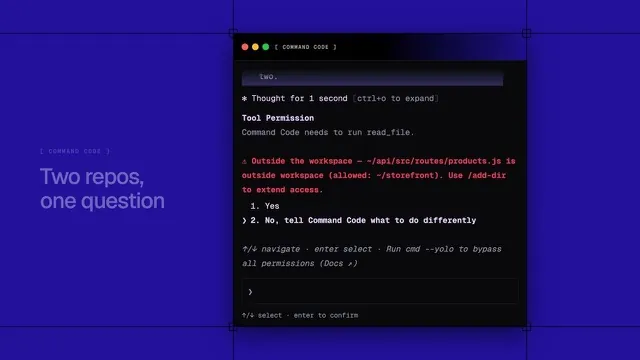 [ COMMAND CODE ]
two.
✻ Thought for 1 second [ctrl+o to expand]
Tool Permission
Command Code needs to run read_file.
⚠ Outside the workspace — ~/api/src/routes/products.js is
outside workspace (allowed: ~/storefront). Use /add-dir
to extend access.
1. Yes
❯ 2. No, tell Command Code what to do differently
↑/↓ navigate · enter select · Run cmd --yolo to bypass
all permissions (Docs ↗)
❯
↑/↓ select · enter to confirm
[ COMMAND CODE ]
Two repos,
one question